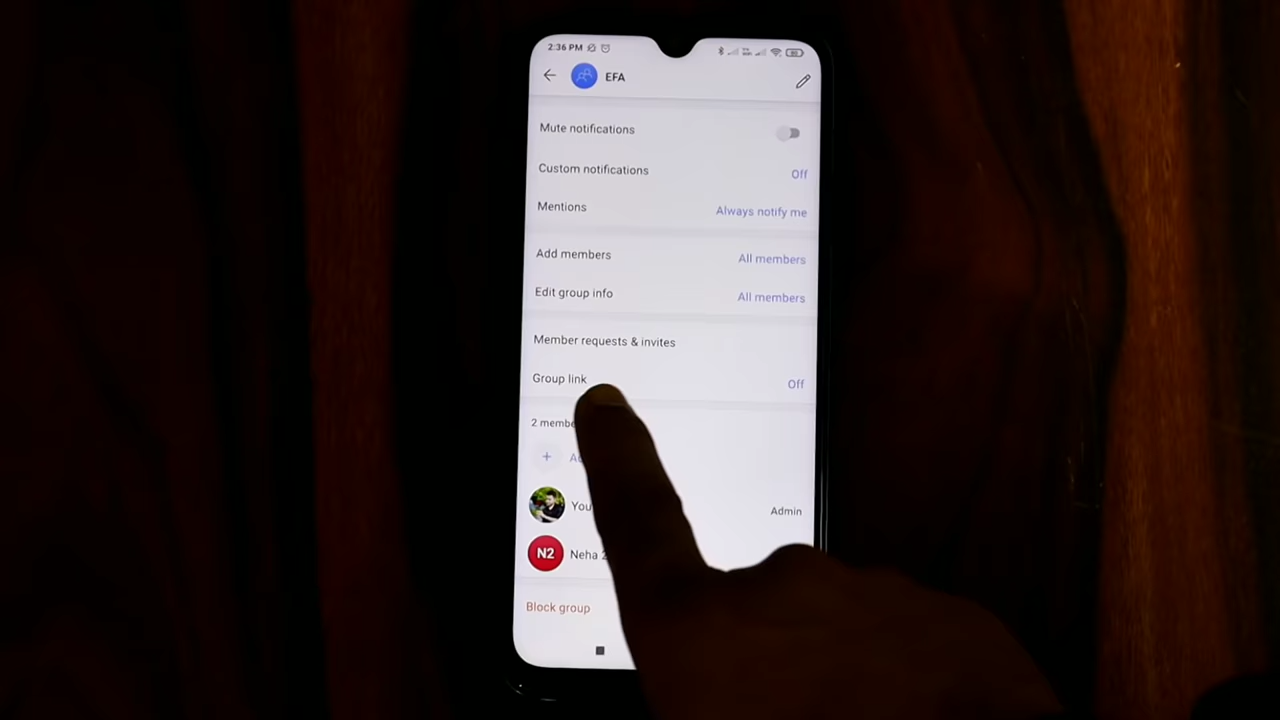 2:36 PM
EFA
Mute notifications
Custom notifications Off
Mentions Always notify me
Add members All members
Edit group info All members
Member requests & invites
Group link Off
2
+
You Admin
N2 Neha
Block group